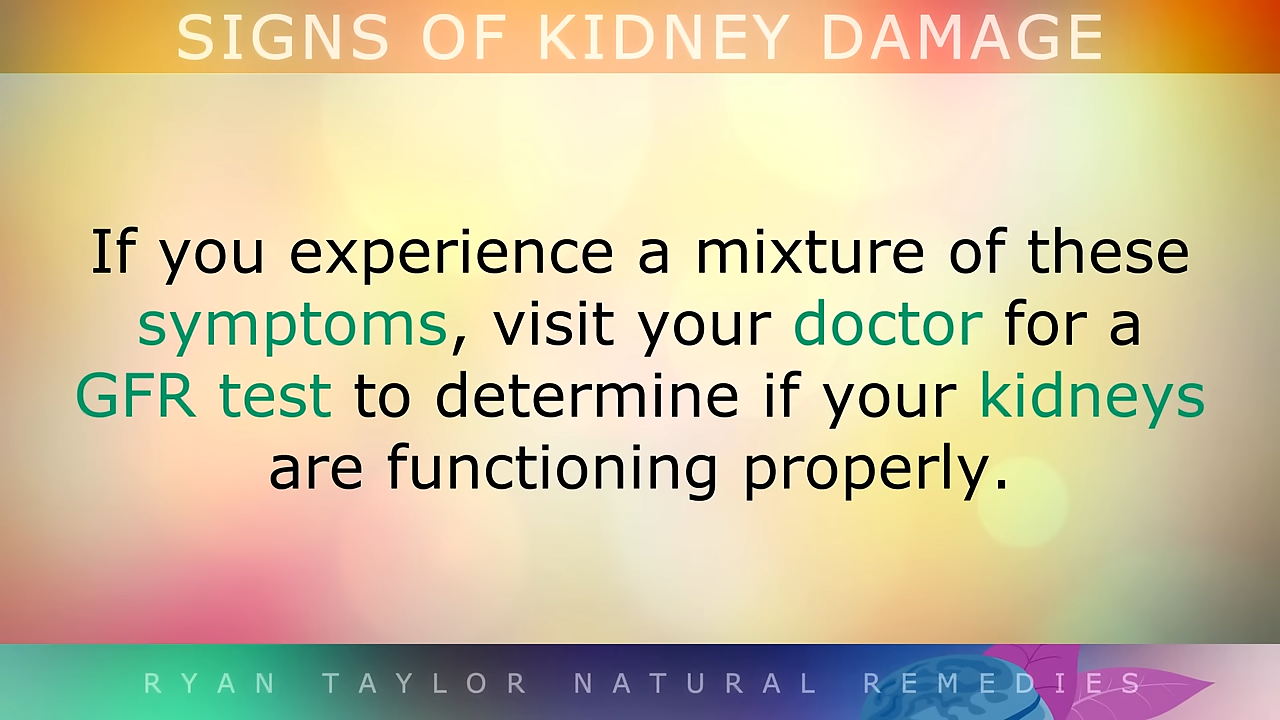 SIGNS OF KIDNEY DAMAGE
If you experience a mixture of these
symptoms, visit your doctor for a
GFR test to determine if your kidneys
are functioning properly.
RYAN TAYLOR NATURAL REMEDIES